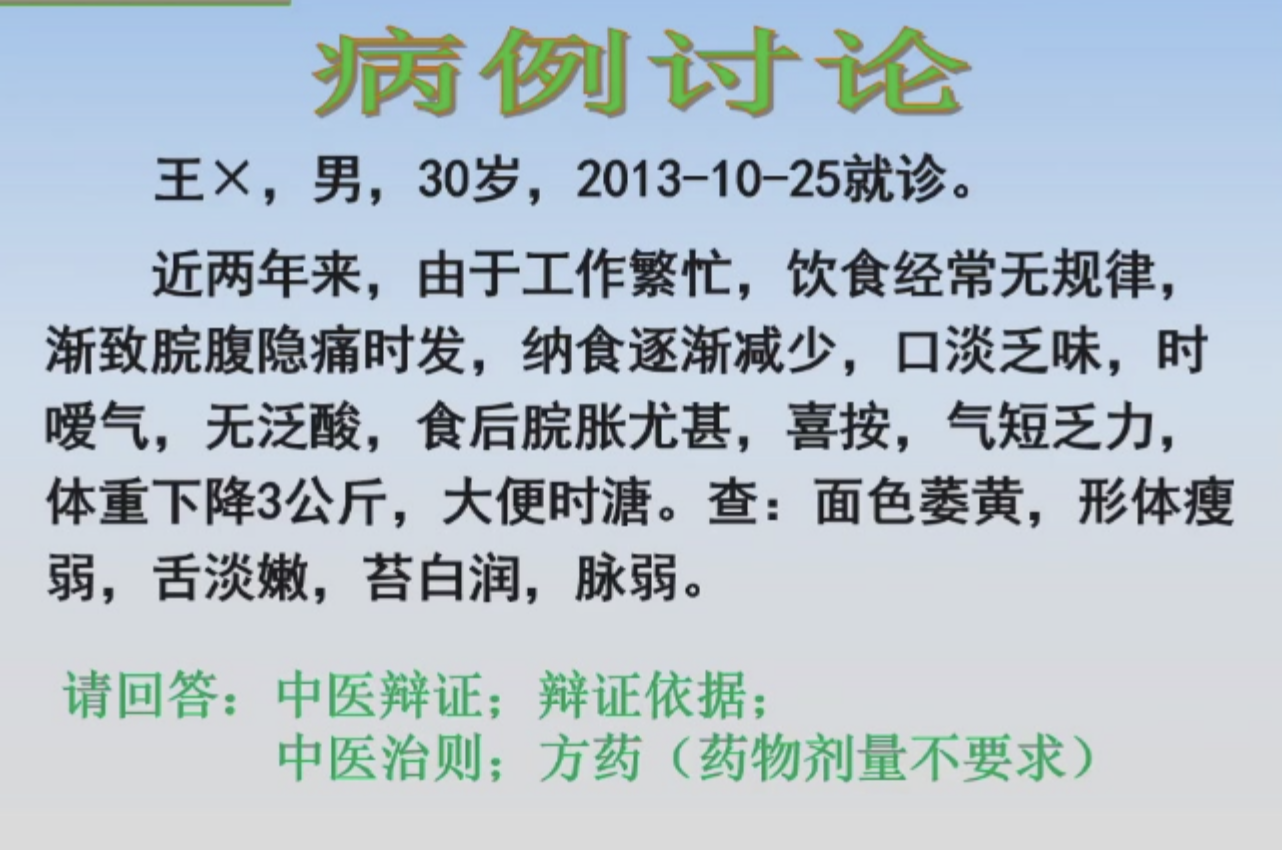 病例讨论
王×，男，30岁，2013-10-25就诊。
近两年来，由于工作繁忙，饮食经常无规律，
渐致脘腹隐痛时发，纳食逐渐减少，口淡乏味，时
嗳气，无泛酸，食后脘胀尤甚，喜按，气短乏力，
体重下降3公斤，大便时溏。查：面色萎黄，形体瘦
弱，舌淡嫩，苔白润，脉弱。
请回答：中医辩证；辩证依据；
中医治则；方药（药物剂量不要求）